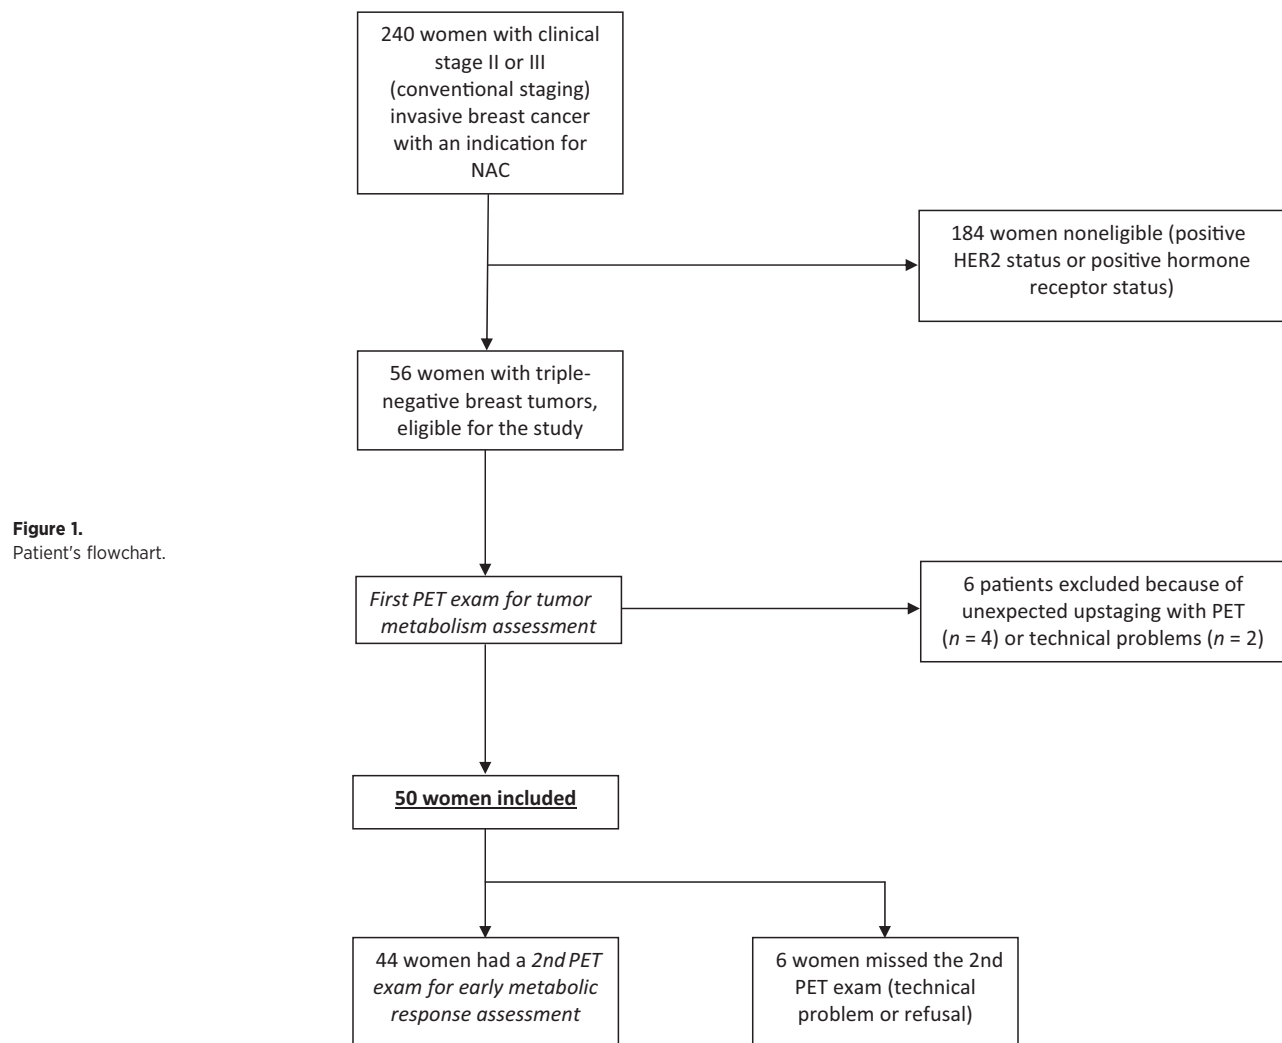 240 women with clinical
stage II or III
(conventional staging)
invasive breast cancer
with an indication for
NAC
184 women noneligible (positive
HER2 status or positive hormone
receptor status)
56 women with triple-
negative breast tumors,
eligible for the study
Figure 1.
Patient's flowchart.
First PET exam for tumor
metabolism assessment
6 patients excluded because of
unexpected upstaging with PET
(n = 4) or technical problems (n = 2)
50 women included
44 women had a 2nd PET
exam for early metabolic
response assessment
6 women missed the 2nd
PET exam (technical
problem or refusal)